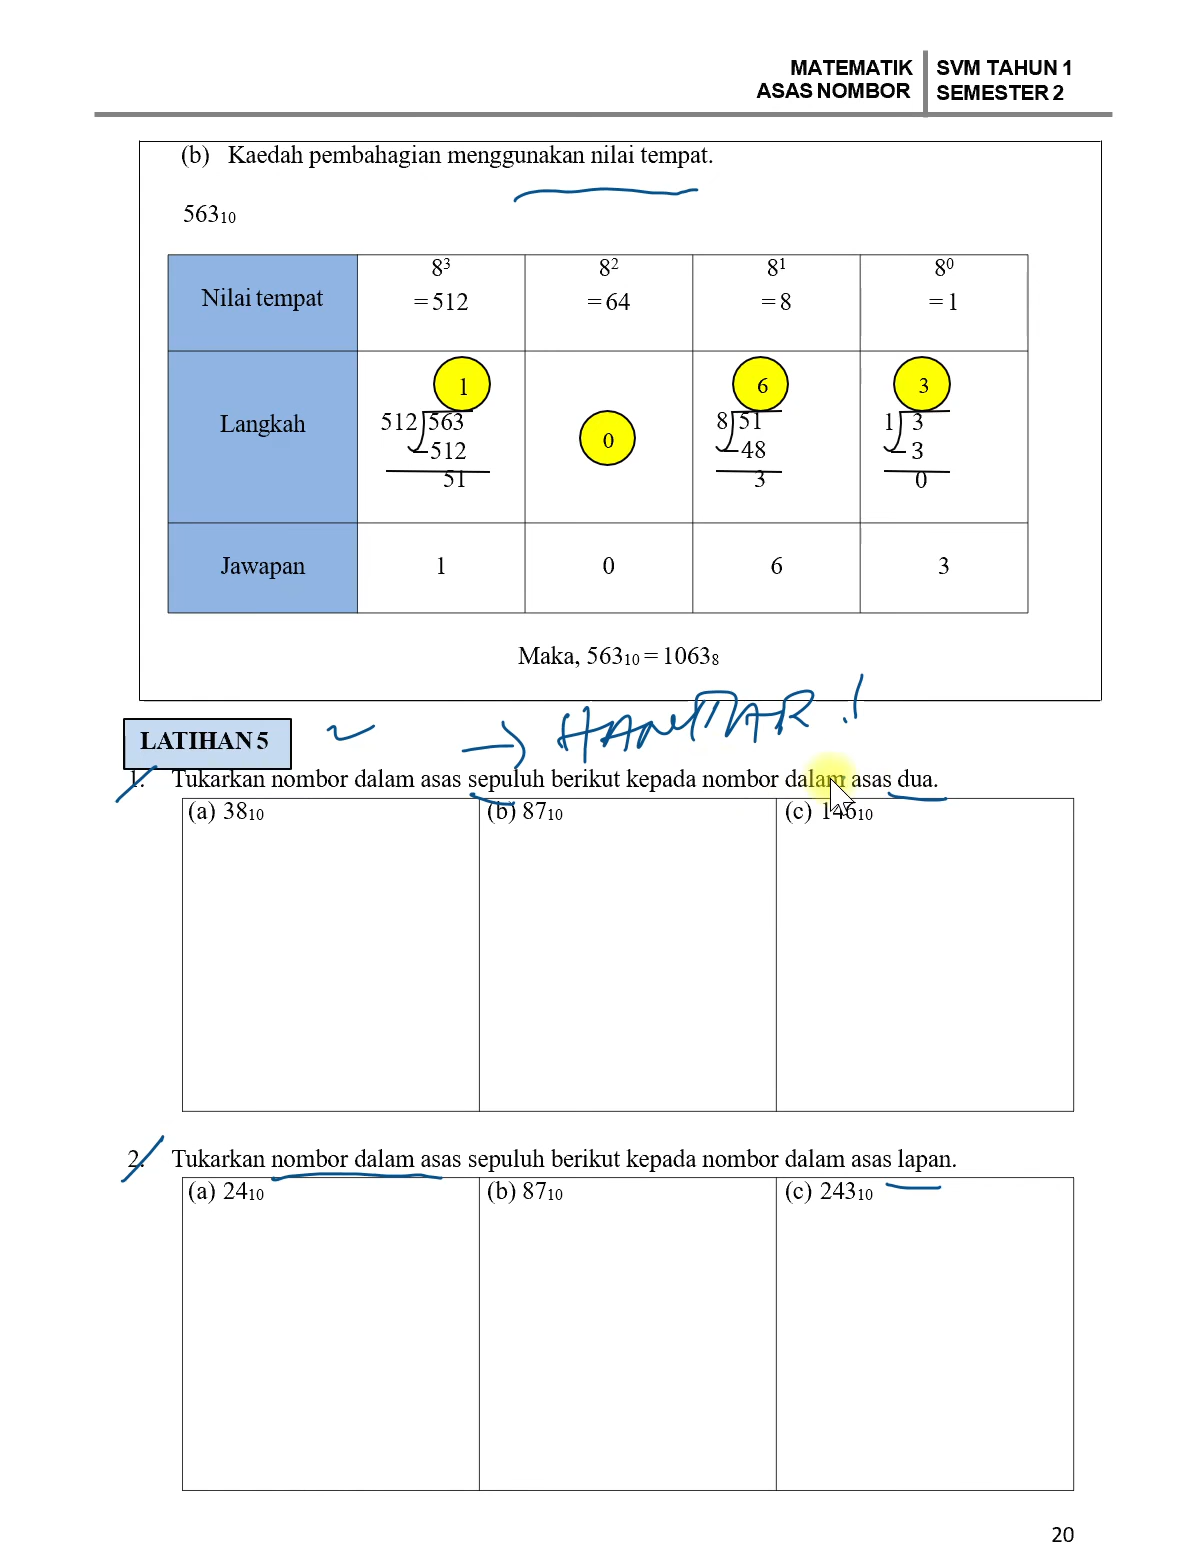 MATEMATIK SVM TAHUN 1
ASAS NOMBOR SEMESTER 2
(b) Kaedah pembahagian menggunakan nilai tempat.
563₁₀
Nilai tempat 8³ 8² 8¹ 8⁰
= 512 = 64 = 8 = 1
Langkah
1
512 563
512
51
0
6
8 51
48
3
3
1 3
3
0
Jawapan 1 0 6 3
Maka, 563₁₀ = 1063₈
LATIHAN 5
→ HANTAR!
1. Tukarkan nombor dalam asas sepuluh berikut kepada nombor dalam asas dua.
(a) 38₁₀ (b) 87₁₀ (c) 146₁₀
2. Tukarkan nombor dalam asas sepuluh berikut kepada nombor dalam asas lapan.
(a) 24₁₀ (b) 87₁₀ (c) 243₁₀
20